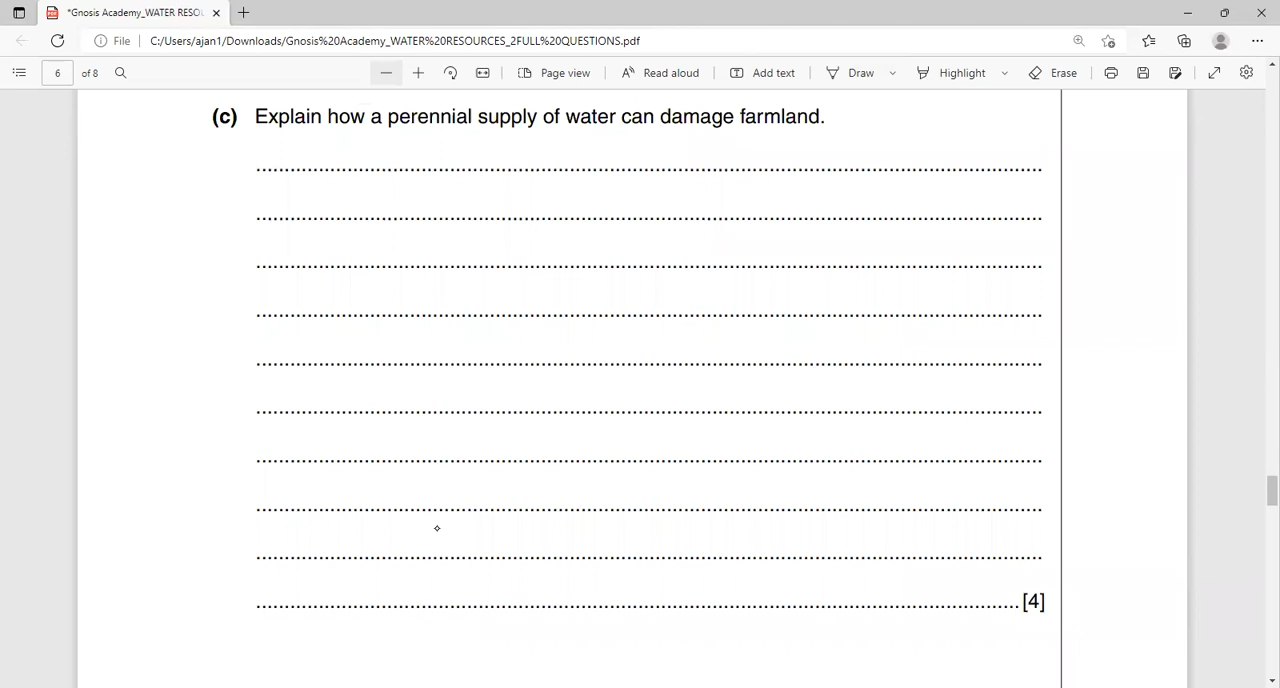 *Gnosis Academy_WATER RESOU
File
C:/Users/ajan1/Downloads/Gnosis%20Academy_WATER%20RESOURCES_2FULL%20QUESTIONS.pdf
6 of 8
Page view
Read aloud
Add text
Draw
Highlight
Erase
(c) Explain how a perennial supply of water can damage farmland.
[4]